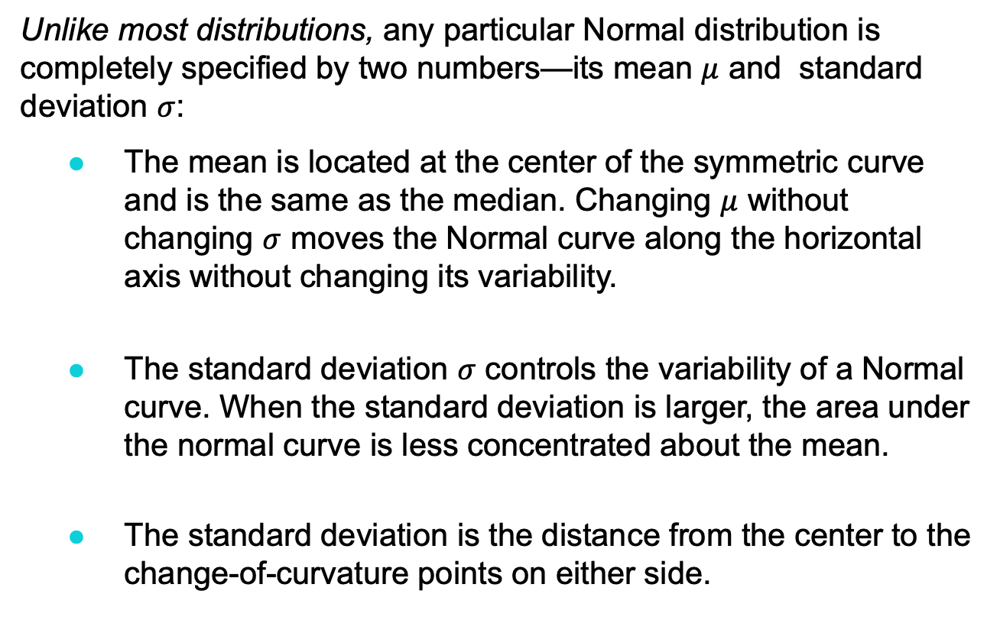 Unlike most distributions, any particular Normal distribution is
completely specified by two numbers—its mean μ and standard
deviation σ:
● The mean is located at the center of the symmetric curve
and is the same as the median. Changing μ without
changing σ moves the Normal curve along the horizontal
axis without changing its variability.
● The standard deviation σ controls the variability of a Normal
curve. When the standard deviation is larger, the area under
the normal curve is less concentrated about the mean.
● The standard deviation is the distance from the center to the
change-of-curvature points on either side.